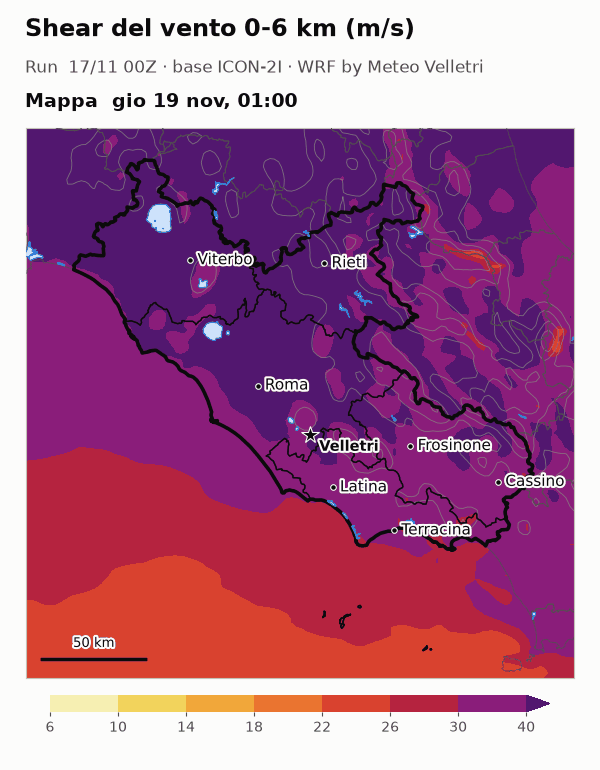 Shear del vento 0-6 km (m/s)
Run  17/11 00Z · base ICON-2I · WRF by Meteo Velletri
Mappa  gio 19 nov, 01:00
Viterbo
Rieti
Roma
Velletri
Frosinone
Cassino
Latina
Terracina
50 km
6 10 14 18 22 26 30 40